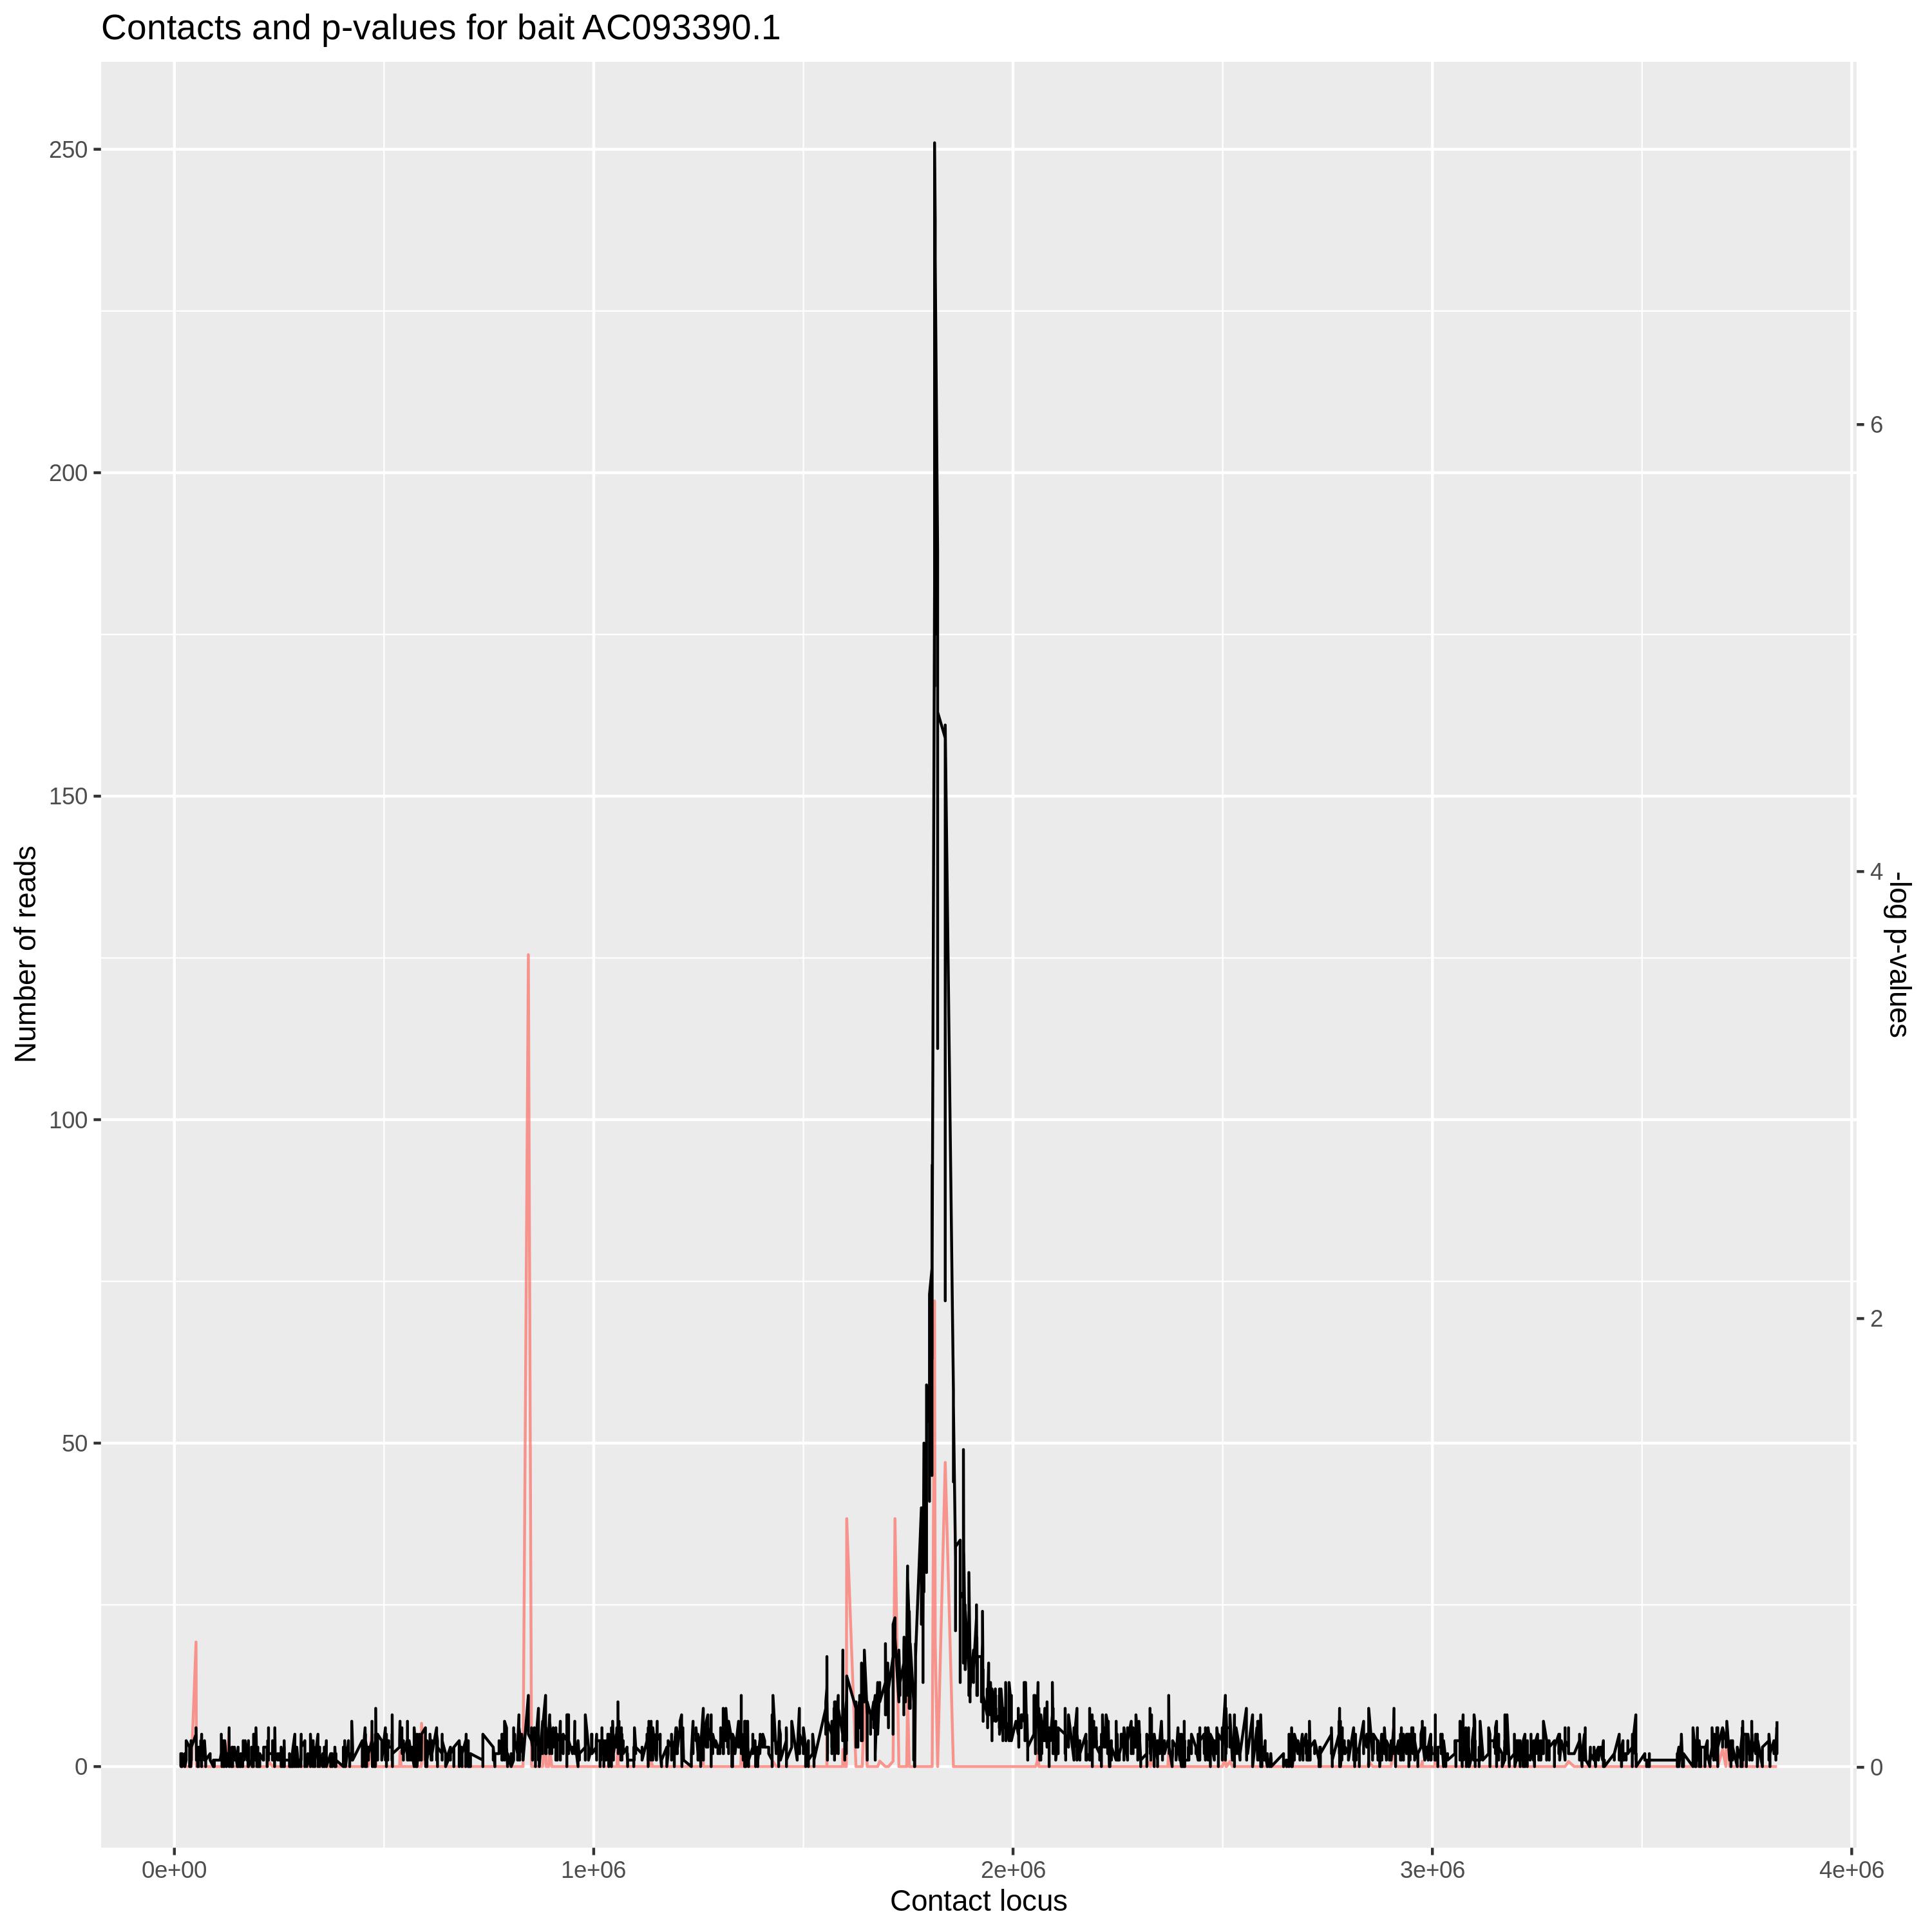 Contacts and p-values for bait AC093390.1
250
200
150
100
50
0
Number of reads
6
4
2
0
-log p-values
0e+00
1e+06
2e+06
3e+06
4e+06
Contact locus